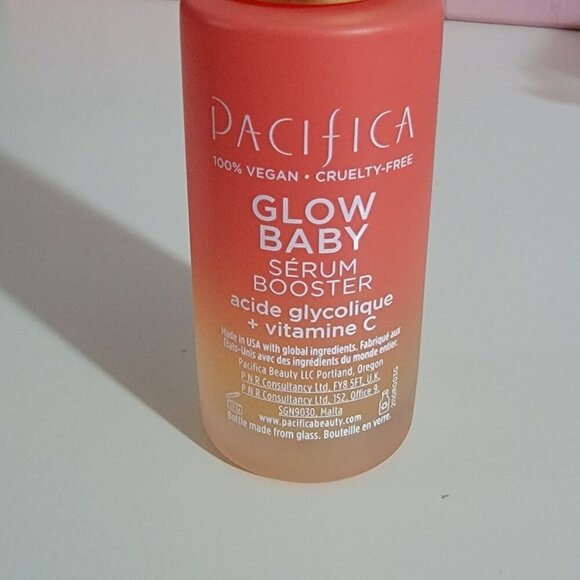 PACIFICA
100% VEGAN • CRUELTY-FREE
GLOW
BABY
SÉRUM
BOOSTER
acide glycolique
+ vitamine C
Made in USA with global ingredients. Fabriqué aux
États-Unis avec des ingrédients du monde entier.
Pacifica Beauty LLC Portland, Oregon
P N R Consultancy Ltd, FY8 5FT, U.K.
P N R Consultancy Ltd, 152, Office 9,
SGN9030, Malta
www.pacificabeauty.com
Bottle made from glass. Bouteille en verre.